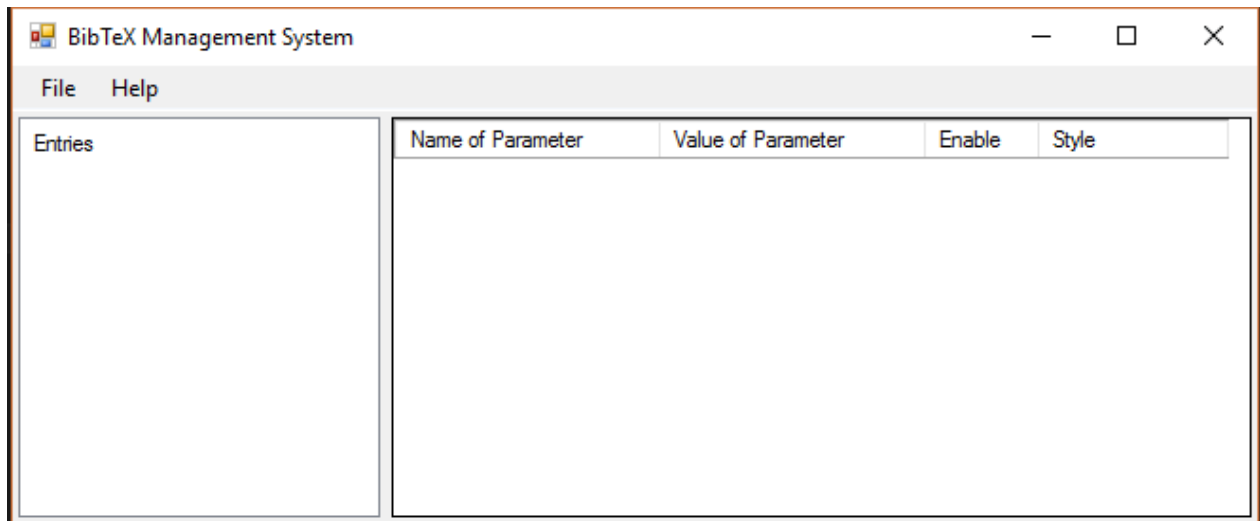 BibTeX Management System
File Help
Entries
Name of Parameter Value of Parameter Enable Style